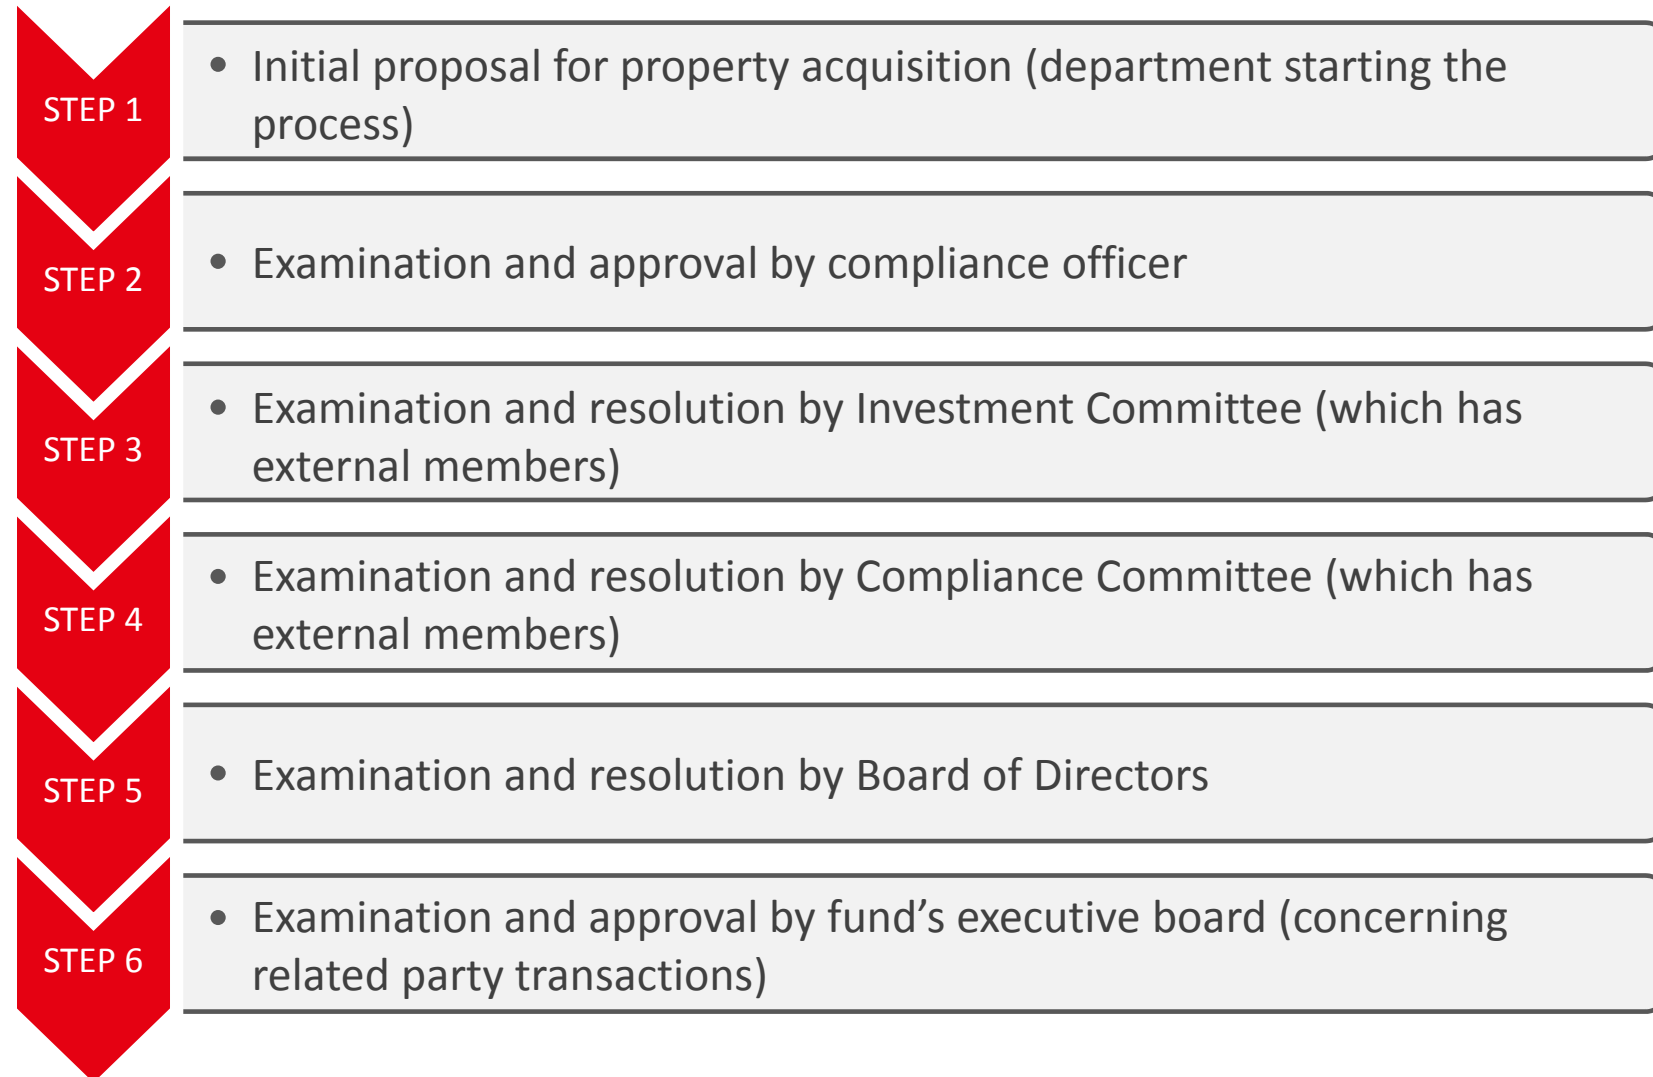 STEP 1
• Initial proposal for property acquisition (department starting the
process)
STEP 2
• Examination and approval by compliance officer
STEP 3
• Examination and resolution by Investment Committee (which has
external members)
STEP 4
• Examination and resolution by Compliance Committee (which has
external members)
STEP 5
• Examination and resolution by Board of Directors
STEP 6
• Examination and approval by fund’s executive board (concerning
related party transactions)